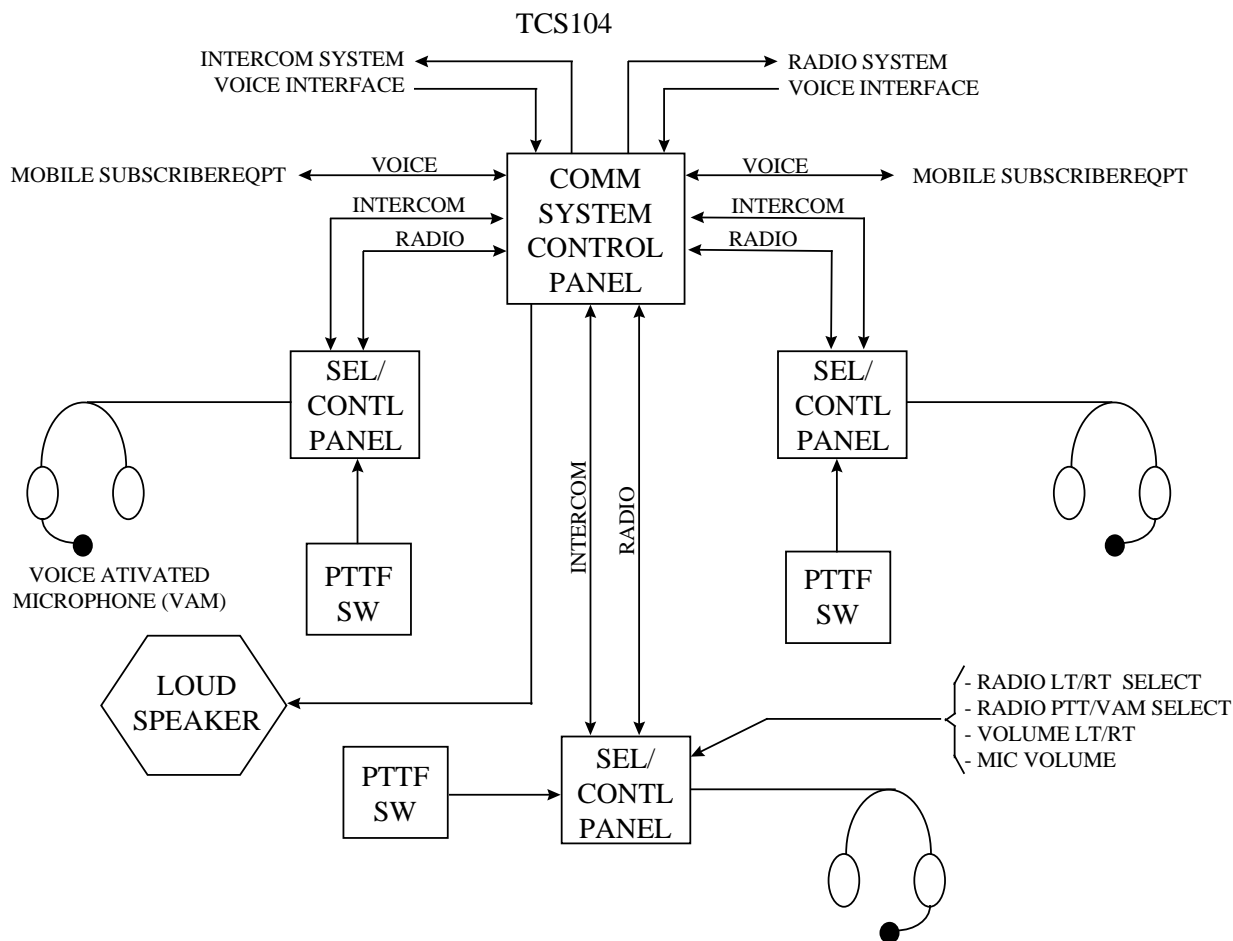 TCS104
INTERCOM SYSTEM
VOICE INTERFACE
RADIO SYSTEM
VOICE INTERFACE
MOBILE SUBSCRIBEREQPT
VOICE
INTERCOM
RADIO
COMM
SYSTEM
CONTROL
PANEL
VOICE
INTERCOM
RADIO
MOBILE SUBSCRIBEREQPT
SEL/
CONTL
PANEL
SEL/
CONTL
PANEL
INTERCOM
RADIO
PTTF
SW
PTTF
SW
VOICE ATIVATED
MICROPHONE (VAM)
LOUD
SPEAKER
- RADIO LT/RT SELECT
- RADIO PTT/VAM SELECT
- VOLUME LT/RT
- MIC VOLUME
PTTF
SW
SEL/
CONTL
PANEL